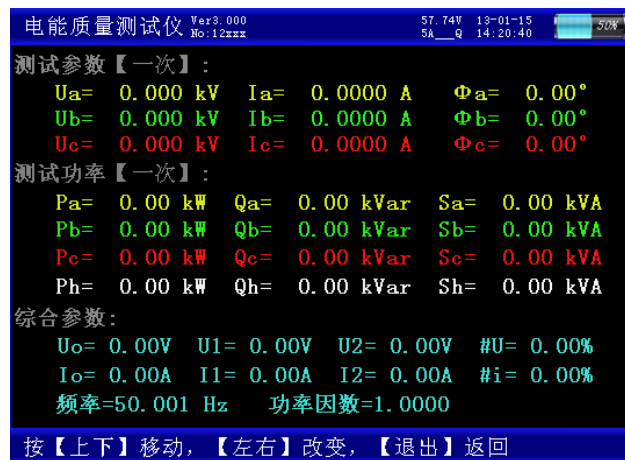 电能质量测试仪 Ver3.000 57.74V 13-01-15 50%
No:12xxx 5A__Q 14:20:40
测试参数【一次】:
Ua= 0.000 kV Ia= 0.0000 A Φa= 0.00°
Ub= 0.000 kV Ib= 0.0000 A Φb= 0.00°
Uc= 0.000 kV Ic= 0.0000 A Φc= 0.00°
测试功率【一次】:
Pa= 0.00 kW Qa= 0.00 kVar Sa= 0.00 kVA
Pb= 0.00 kW Qb= 0.00 kVar Sb= 0.00 kVA
Pc= 0.00 kW Qc= 0.00 kVar Sc= 0.00 kVA
Ph= 0.00 kW Qh= 0.00 kVar Sh= 0.00 kVA
综合参数:
Uo= 0.00V U1= 0.00V U2= 0.00V #U= 0.00%
Io= 0.00A I1= 0.00A I2= 0.00A #i= 0.00%
频率=50.001 Hz 功率因数=1.0000
按【上下】移动，【左右】改变，【退出】返回